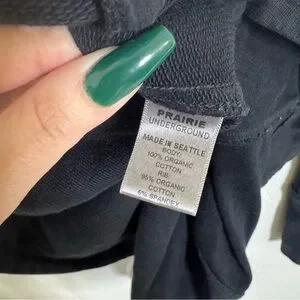 PRAIRIE
UNDERGROUND
MADE IN SEATTLE
BODY:
100% ORGANIC
COTTON
RIB:
95% ORGANIC
COTTON
5% SPANDEX